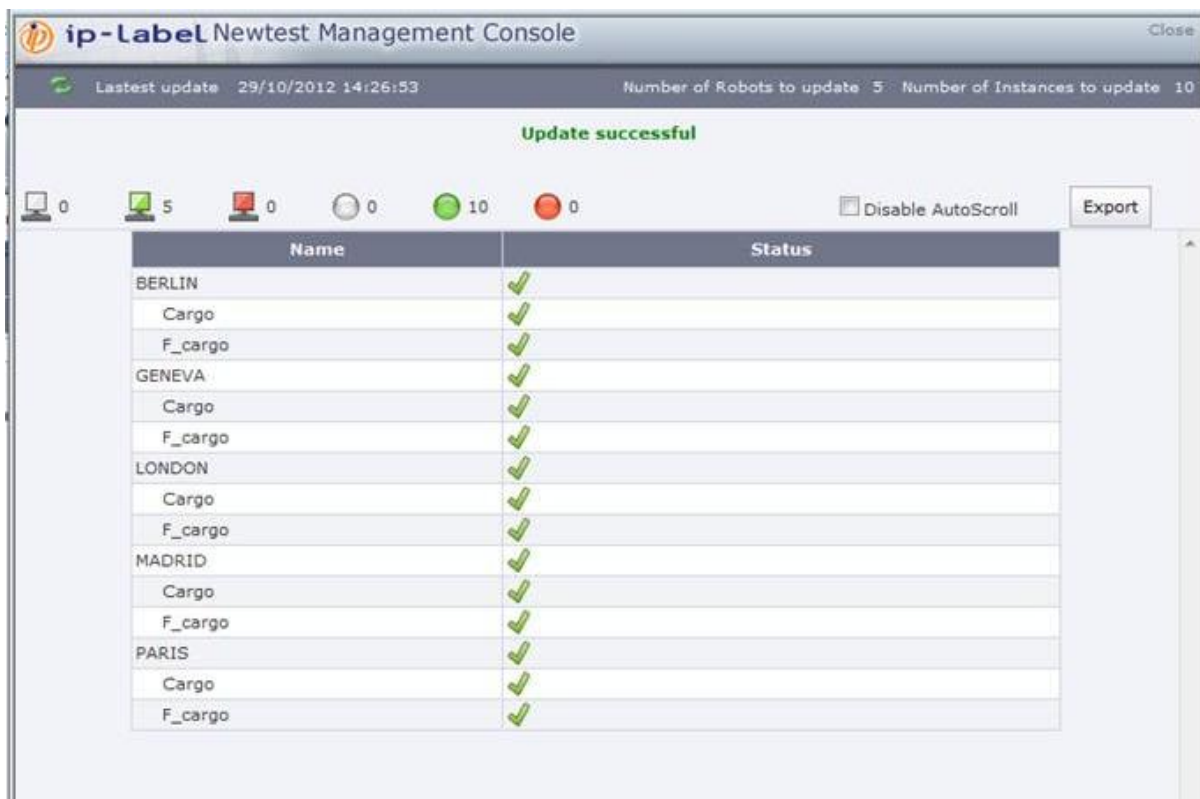 ip-Label Newtest Management Console Close
Lastest update 29/10/2012 14:26:53 Number of Robots to update 5 Number of Instances to update 10
Update successful
0 5 0 0 10 0 Disable AutoScroll Export
Name Status
BERLIN
Cargo
F_cargo
GENEVA
Cargo
F_cargo
LONDON
Cargo
F_cargo
MADRID
Cargo
F_cargo
PARIS
Cargo
F_cargo